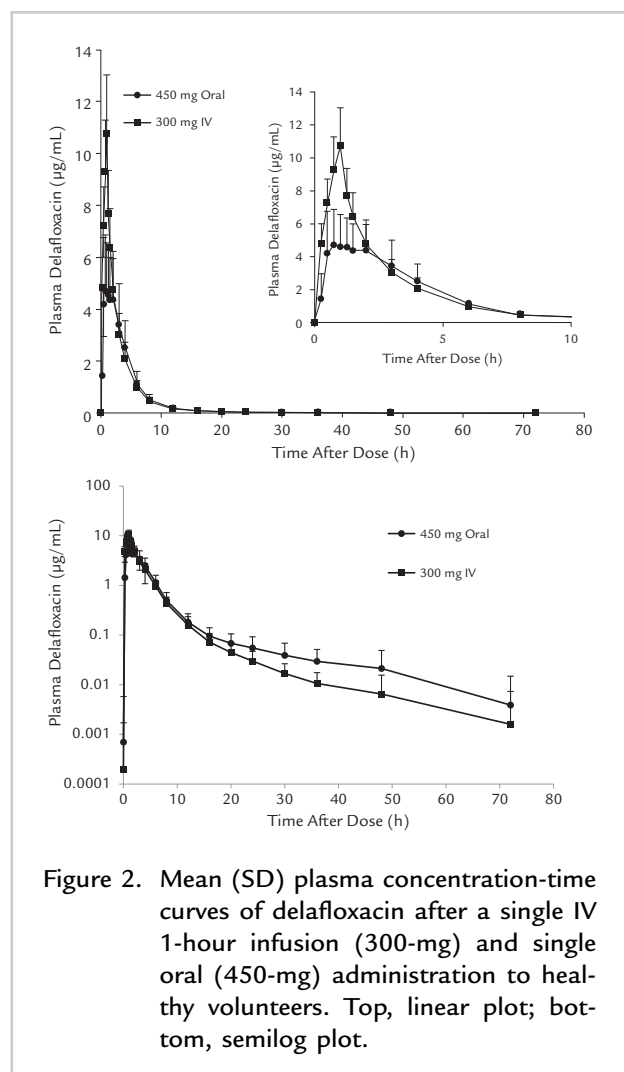 14
12
10
8
6
4
2
0
Plasma Delafloxacin (µg/mL)
450 mg Oral
300 mg IV
0 10 20 30 40 50 60 70 80
Time After Dose (h)
14
12
10
8
6
4
2
0
Plasma Delafloxacin (µg/mL)
0 5 10
Time After Dose (h)
100
10
1
0.1
0.01
0.001
0.0001
Plasma Delafloxacin (µg/mL)
450 mg Oral
300 mg IV
0 10 20 30 40 50 60 70 80
Time After Dose (h)
Figure 2. Mean (SD) plasma concentration-time
curves of delafloxacin after a single IV
1-hour infusion (300-mg) and single
oral (450-mg) administration to heal-
thy volunteers. Top, linear plot; bot-
tom, semilog plot.